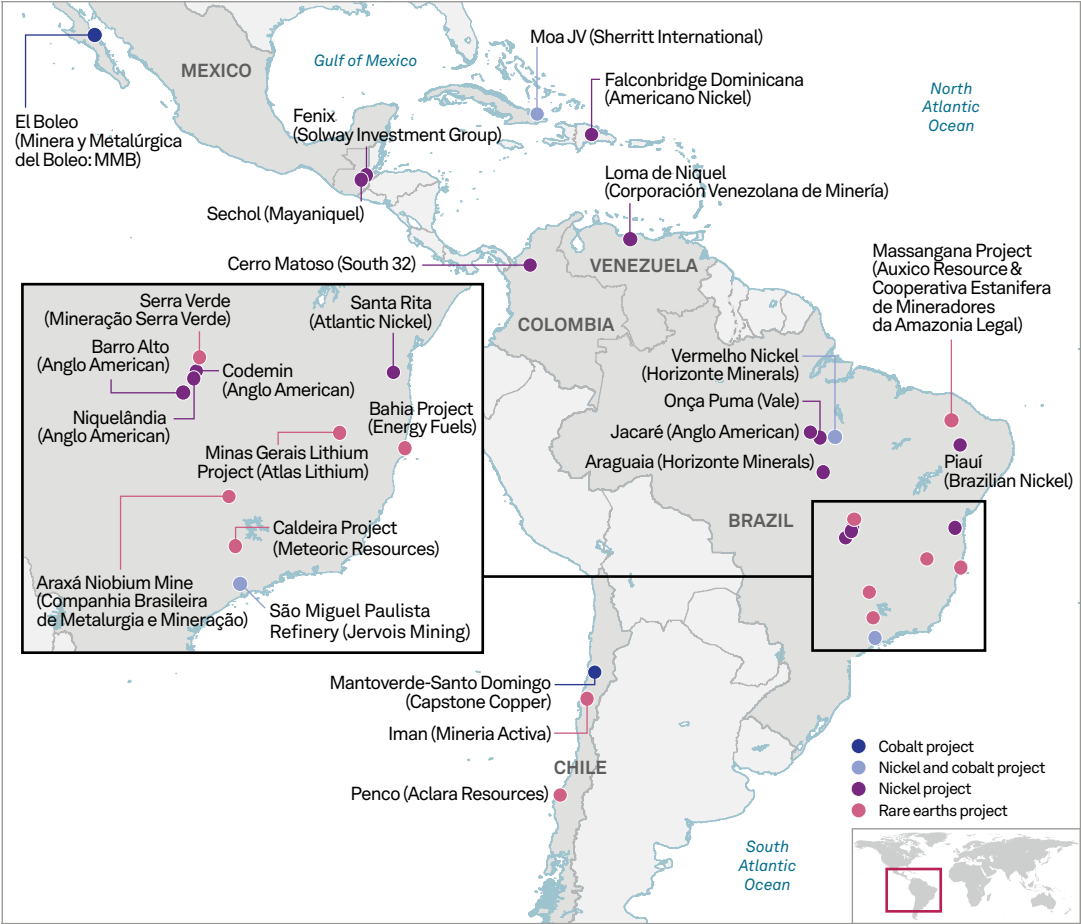 Moa JV (Sherritt International)
Gulf of Mexico
MEXICO
Falconbridge Dominicana
(Americano Nickel)
North
Atlantic
Ocean
El Boleo
(Minera y Metalúrgica
del Boleo: MMB)
Fenix
(Solway Investment Group)
Loma de Niquel
(Corporación Venezolana de Minería)
Sechol (Mayaniquel)
Cerro Matoso (South 32)
VENEZUELA
COLOMBIA
Massangana Project
(Auxico Resource &
Cooperativa Estanifera
de Mineradores
da Amazonia Legal)
Serra Verde
(Mineração Serra Verde)
Santa Rita
(Atlantic Nickel)
Barro Alto
(Anglo American)
Codemin
(Anglo American)
Niquelândia
(Anglo American)
Bahia Project
(Energy Fuels)
Minas Gerais Lithium
Project (Atlas Lithium)
Caldeira Project
(Meteoric Resources)
Araxá Niobium Mine
(Companhia Brasileira
de Metalurgia e Mineração)
São Miguel Paulista
Refinery (Jervois Mining)
Vermelho Nickel
(Horizonte Minerals)
Onça Puma (Vale)
Jacaré (Anglo American)
Araguaia (Horizonte Minerals)
Piauí
(Brazilian Nickel)
BRAZIL
Mantoverde-Santo Domingo
(Capstone Copper)
Iman (Mineria Activa)
CHILE
Penco (Aclara Resources)
Cobalt project
Nickel and cobalt project
Nickel project
Rare earths project
South
Atlantic
Ocean